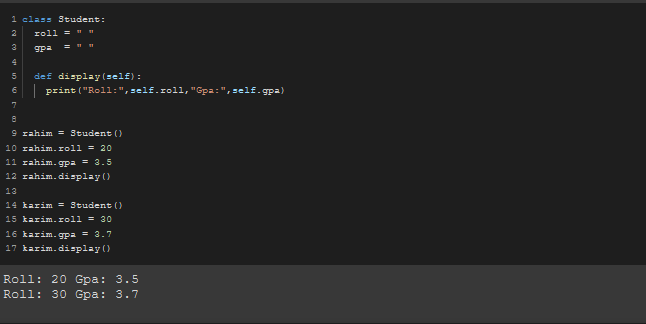 1 class Student:
2 roll = " "
3 gpa = " "
4
5 def display(self):
6 print("Roll:",self.roll,"Gpa:",self.gpa)
7
8
9 rahim = Student()
10 rahim.roll = 20
11 rahim.gpa = 3.5
12 rahim.display()
13
14 karim = Student()
15 karim.roll = 30
16 karim.gpa = 3.7
17 karim.display()
Roll: 20 Gpa: 3.5
Roll: 30 Gpa: 3.7